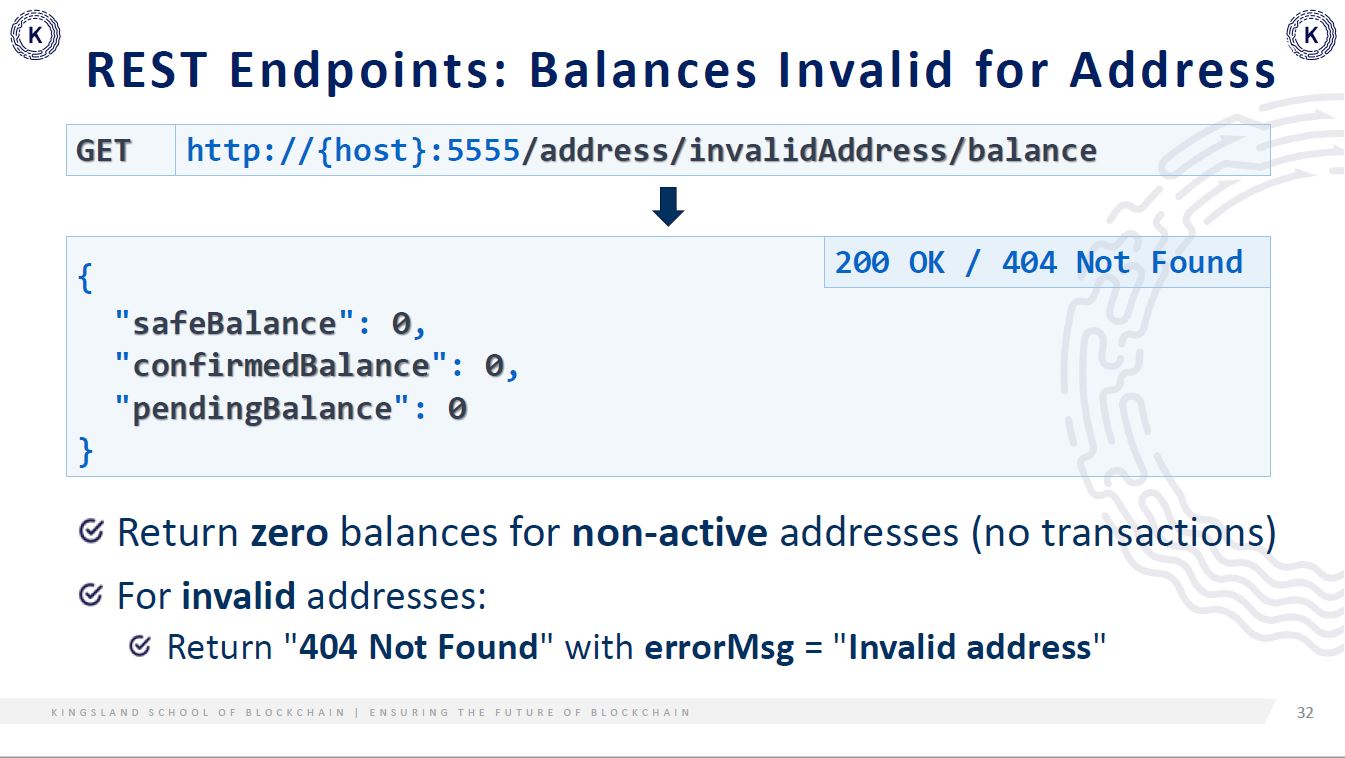 K
K
REST Endpoints: Balances Invalid for Address
GET http://{host}:5555/address/invalidAddress/balance
200 OK / 404 Not Found
{
"safeBalance": 0,
"confirmedBalance": 0,
"pendingBalance": 0
}
Return zero balances for non-active addresses (no transactions)
For invalid addresses:
Return "404 Not Found" with errorMsg = "Invalid address"
KINGSLAND SCHOOL OF BLOCKCHAIN | ENSURING THE FUTURE OF BLOCKCHAIN
32